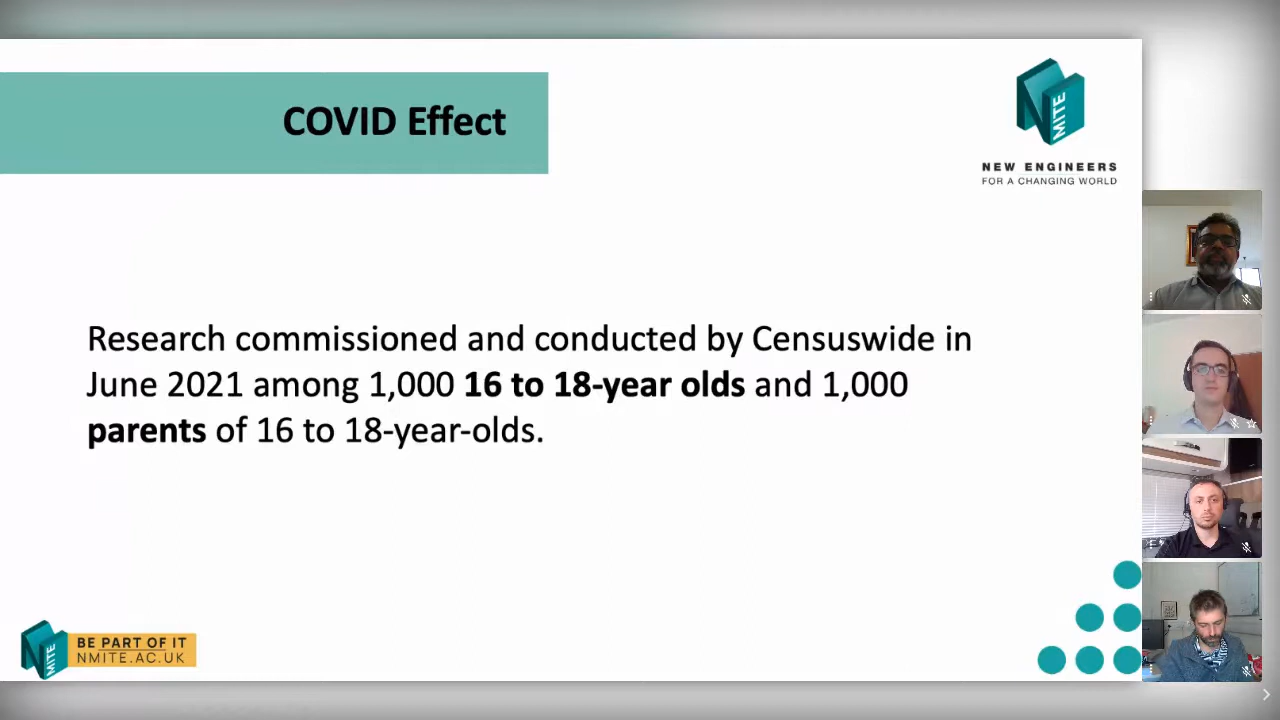 COVID Effect
NMITE
NEW ENGINEERS
FOR A CHANGING WORLD
Research commissioned and conducted by Censuswide in
June 2021 among 1,000 16 to 18-year olds and 1,000
parents of 16 to 18-year-olds.
NMITE
BE PART OF IT
NMITE.AC.UK